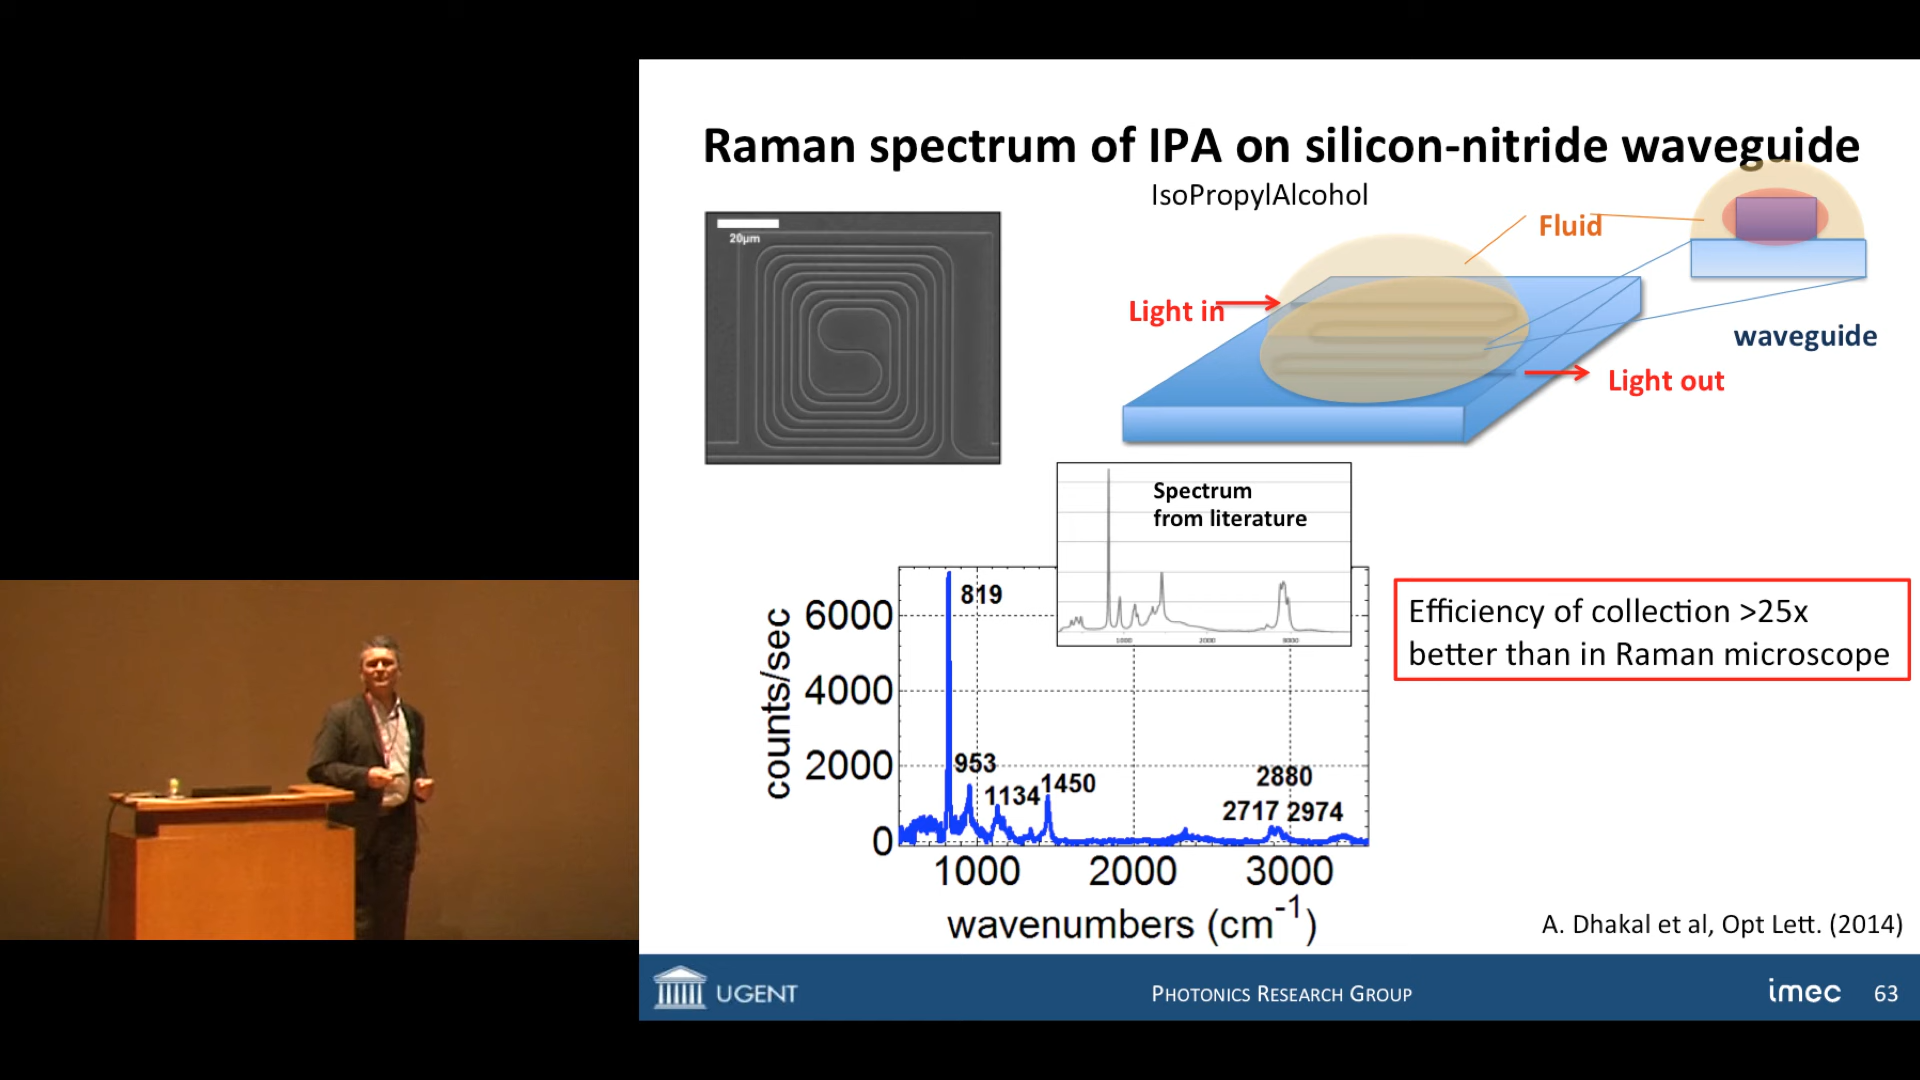 Raman spectrum of IPA on silicon-nitride waveguide
IsoPropylAlcohol
20µm
Fluid
Light in
waveguide
Light out
Spectrum
from literature
1000 2000 3000
Efficiency of collection >25x
better than in Raman microscope
counts/sec
6000
4000
2000
0
819
953
1134
1450
2880
2717 2974
1000 2000 3000
wavenumbers (cm-1)
A. Dhakal et al, Opt Lett. (2014)
UGENT
PHOTONICS RESEARCH GROUP
imec
63